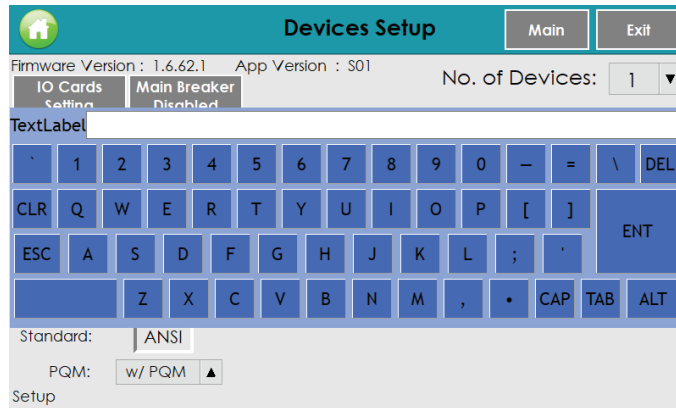 Devices Setup Main Exit
Firmware Version : 1.6.62.1 App Version : S01
No. of Devices: 1
IO Cards Main Breaker
Setting Disabled
TextLabel
` 1 2 3 4 5 6 7 8 9 0 – = \ DEL
CLR Q W E R T Y U I O P [ ]
ENT
ESC A S D F G H J K L ; '
Z X C V B N M , • CAP TAB ALT
Standard: ANSI
PQM: w/ PQM
Setup